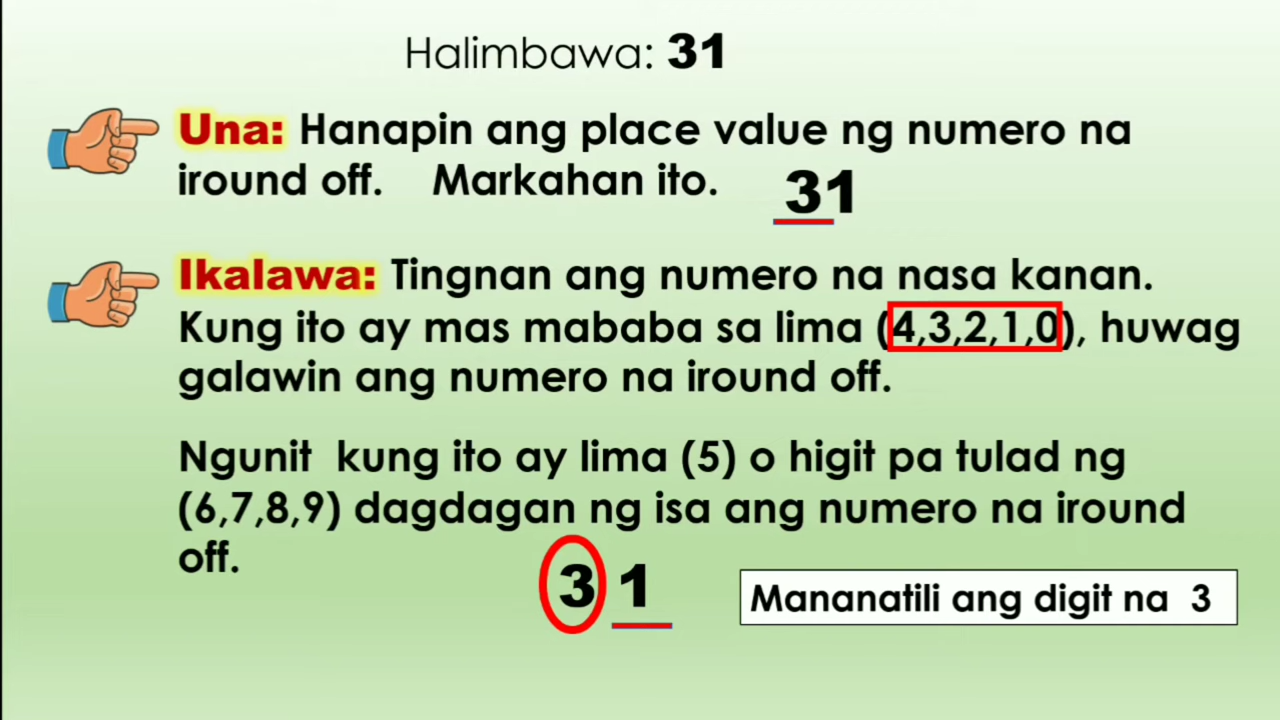 Halimbawa: 31
Una: Hanapin ang place value ng numero na
iround off. Markahan ito. 31
Ikalawa: Tingnan ang numero na nasa kanan.
Kung ito ay mas mababa sa lima (4,3,2,1,0), huwag
galawin ang numero na iround off.
Ngunit kung ito ay lima (5) o higit pa tulad ng
(6,7,8,9) dagdagan ng isa ang numero na iround
off.
3 1
Mananatili ang digit na 3